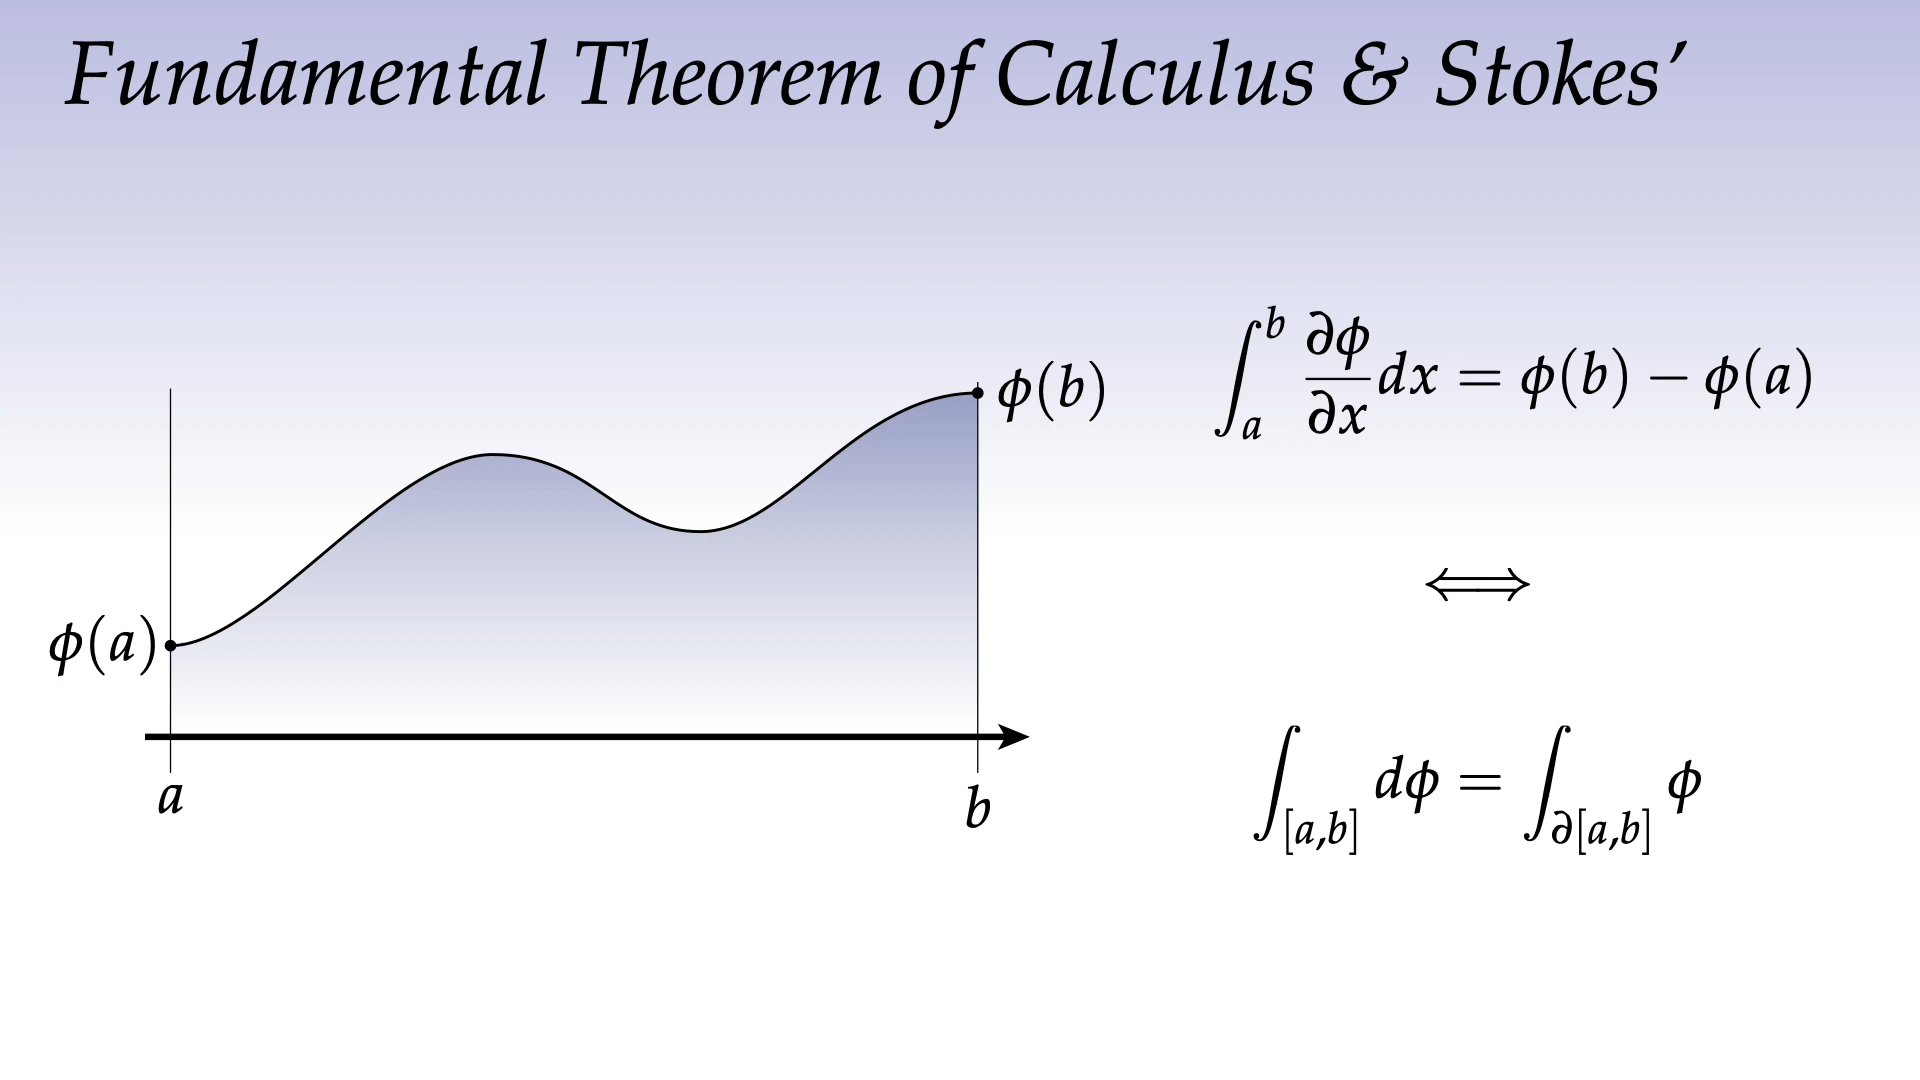 Fundamental Theorem of Calculus & Stokes’
ϕ(b)
ϕ(a)
a
b
∫_a^b ∂ϕ/∂x dx = ϕ(b) − ϕ(a)
⟺
∫_[a,b] dϕ = ∫_∂[a,b] ϕ